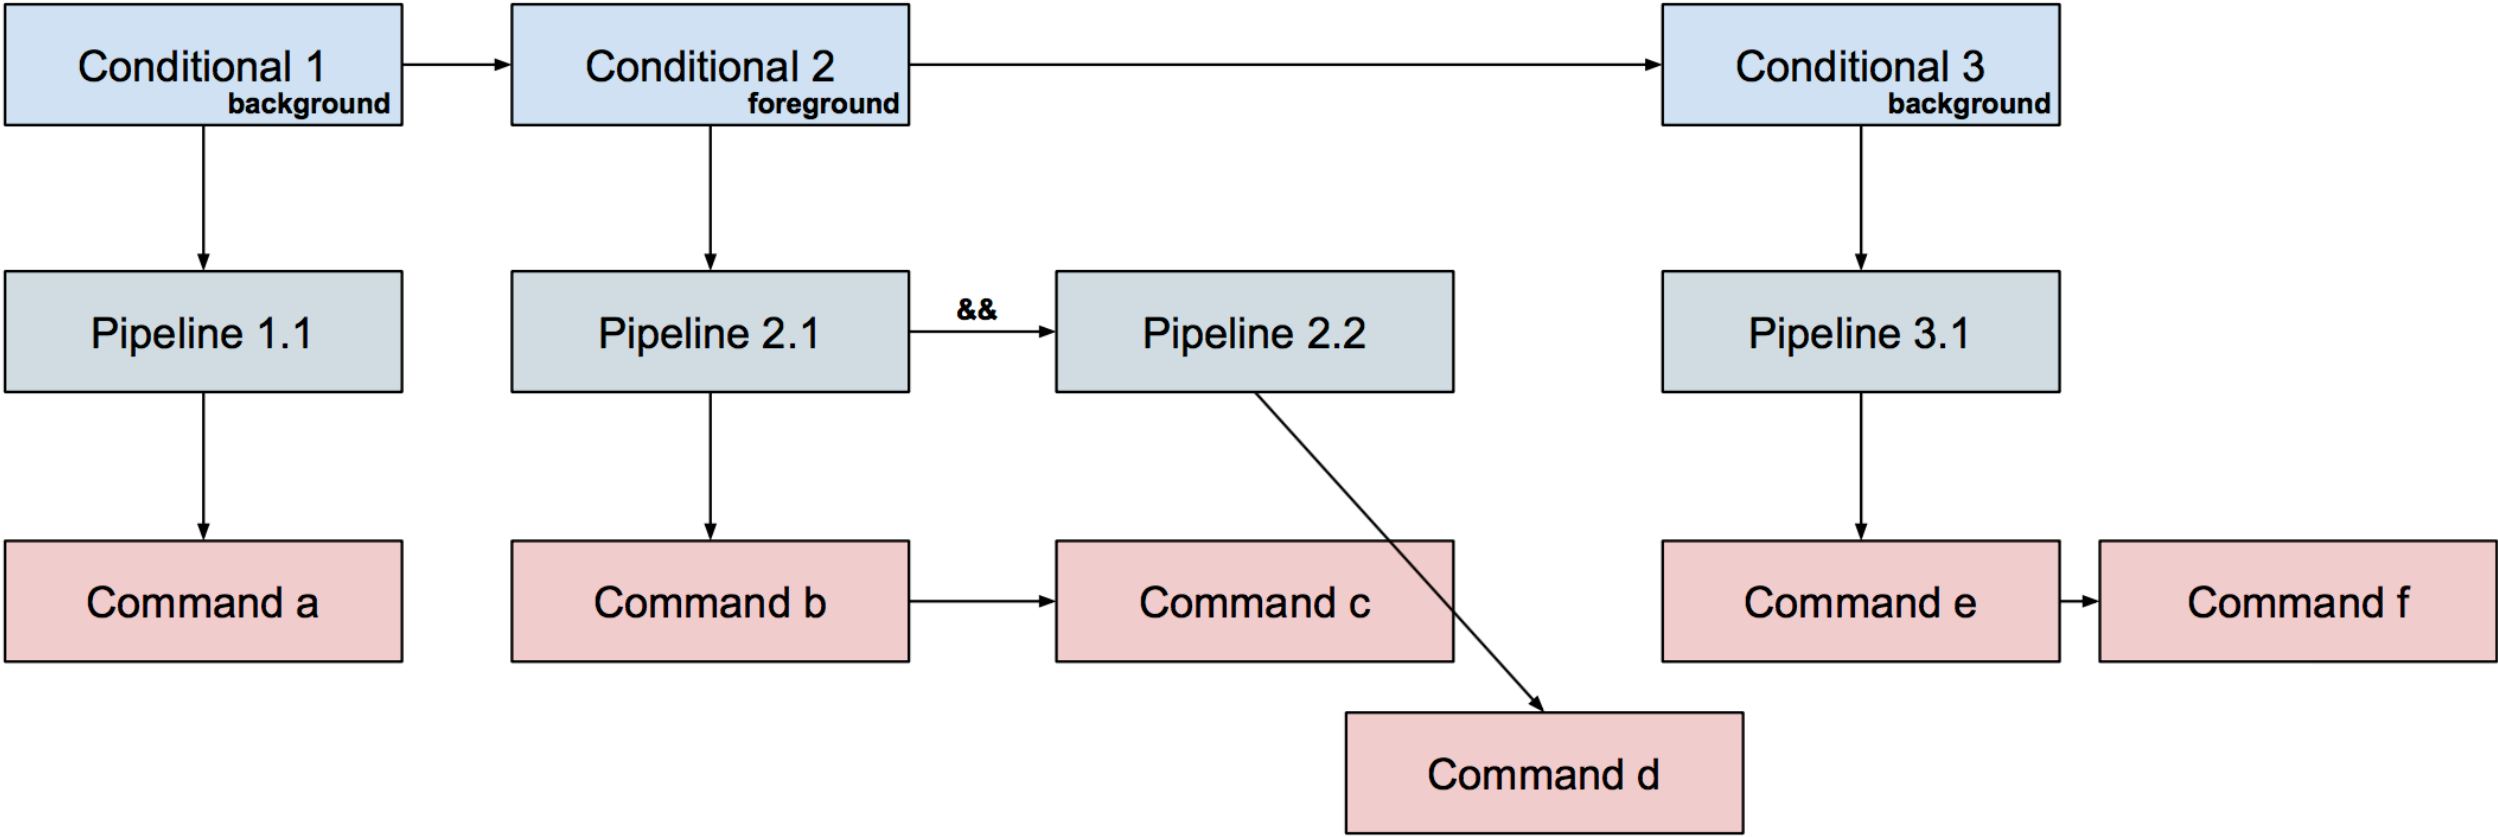 Conditional 1
background
Conditional 2
foreground
Conditional 3
background
Pipeline 1.1
Pipeline 2.1
&&
Pipeline 2.2
Pipeline 3.1
Command a
Command b
Command c
Command e
Command f
Command d